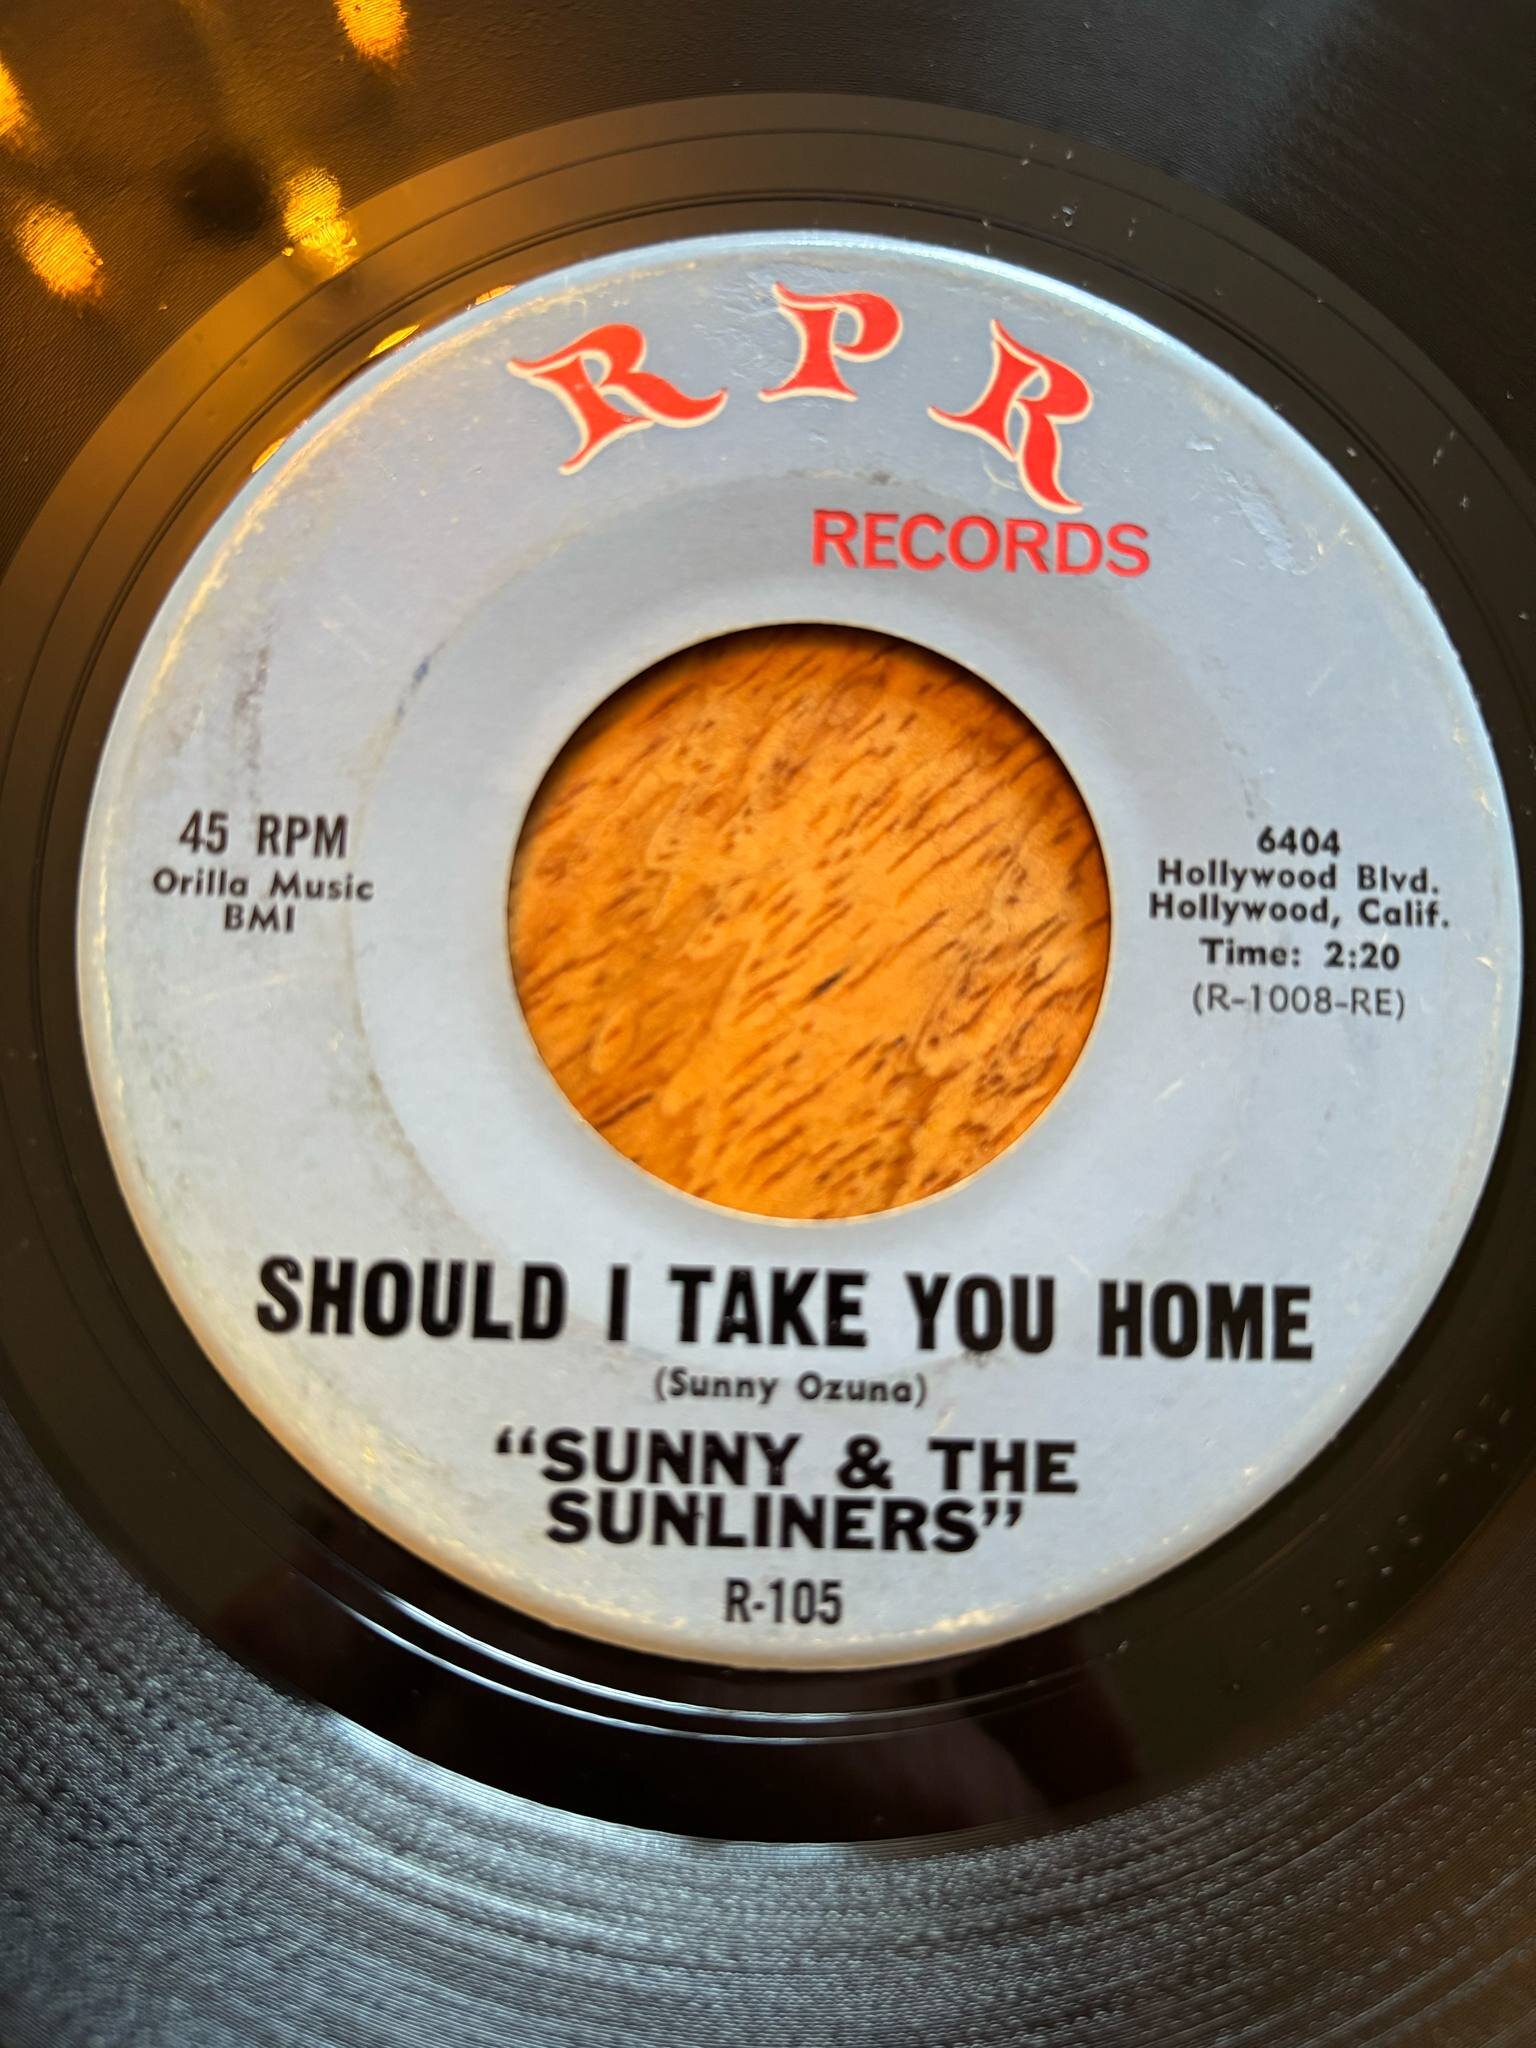 R P R
RECORDS
45 RPM
Orilla Music
BMI
6404
Hollywood Blvd.
Hollywood, Calif.
Time: 2:20
(R-1008-RE)
SHOULD I TAKE YOU HOME
(Sunny Ozuna)
“SUNNY & THE
SUNLINERS”
R-105